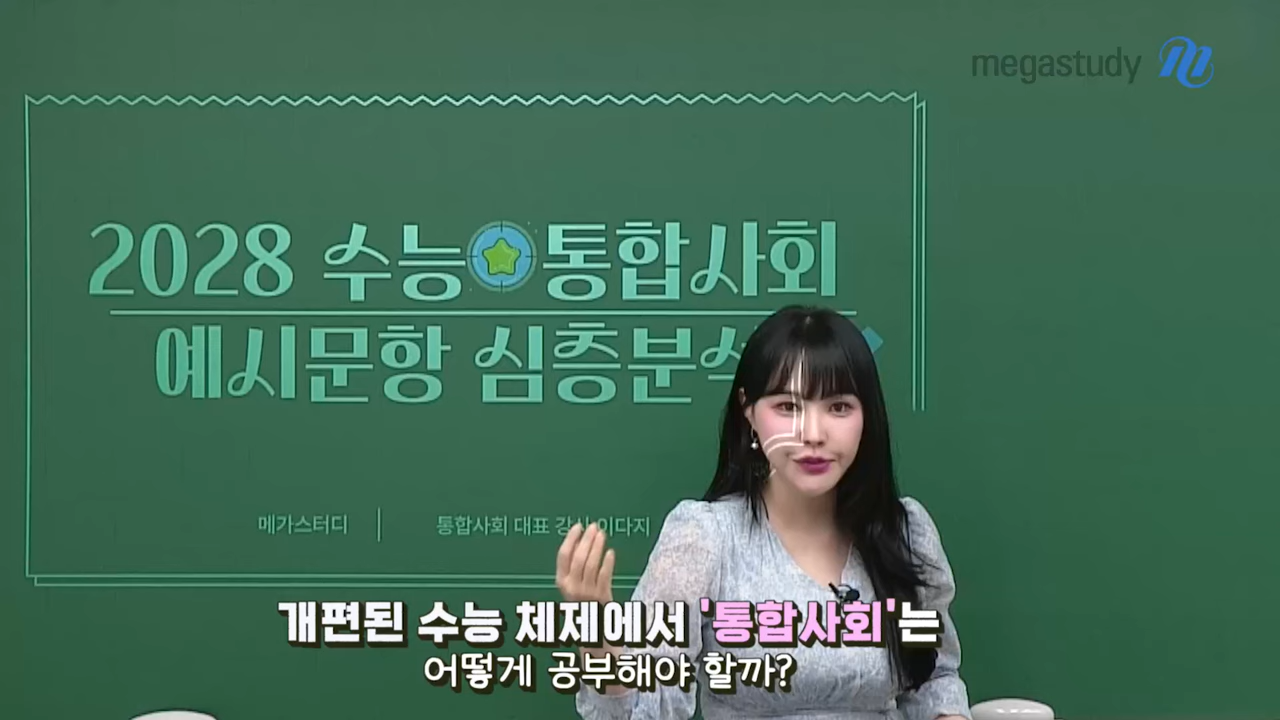 megastudy
2028 수능 통합사회
예시문항 심층분석
메가스터디 통합사회 대표 강사 이다지
개편된 수능 체제에서 '통합사회'는
어떻게 공부해야 할까?